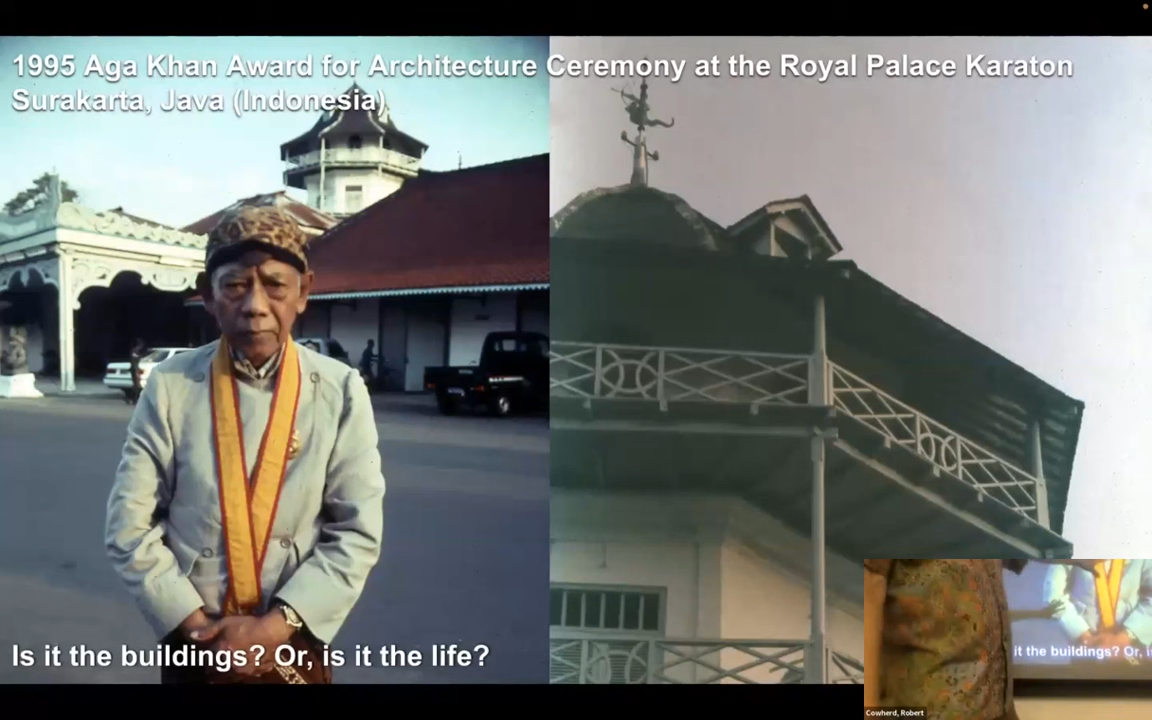 1995 Aga Khan Award for Architecture Ceremony at the Royal Palace Karaton
Surakarta, Java (Indonesia)
Is it the buildings? Or, is it the life?
it the buildings? Or, i
Cowherd, Robert